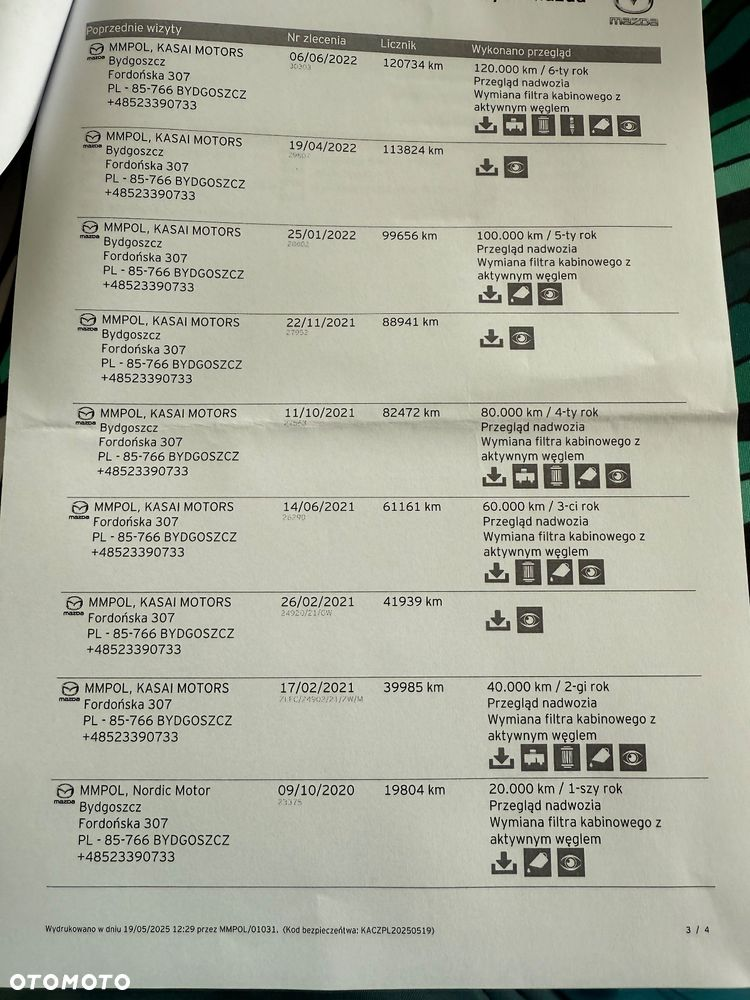 mazda
Poprzednie wizyty Nr zlecenia Licznik Wykonano przegląd
mazda MMPOL, KASAI MOTORS 06/06/2022 120734 km 120.000 km / 6-ty rok
Bydgoszcz Przegląd nadwozia
Fordońska 307 Wymiana filtra kabinowego z
PL - 85-766 BYDGOSZCZ aktywnym węglem
+48523390733
mazda MMPOL, KASAI MOTORS 19/04/2022 113824 km
Bydgoszcz
Fordońska 307
PL - 85-766 BYDGOSZCZ
+48523390733
mazda MMPOL, KASAI MOTORS 25/01/2022 99656 km 100.000 km / 5-ty rok
Bydgoszcz Przegląd nadwozia
Fordońska 307 Wymiana filtra kabinowego z
PL - 85-766 BYDGOSZCZ aktywnym węglem
+48523390733
mazda MMPOL, KASAI MOTORS 22/11/2021 88941 km
Bydgoszcz
Fordońska 307
PL - 85-766 BYDGOSZCZ
+48523390733
mazda MMPOL, KASAI MOTORS 11/10/2021 82472 km 80.000 km / 4-ty rok
Bydgoszcz Przegląd nadwozia
Fordońska 307 Wymiana filtra kabinowego z
PL - 85-766 BYDGOSZCZ aktywnym węglem
+48523390733
mazda MMPOL, KASAI MOTORS 14/06/2021 61161 km 60.000 km / 3-ci rok
Fordońska 307 Przegląd nadwozia
PL - 85-766 BYDGOSZCZ Wymiana filtra kabinowego z
+48523390733 aktywnym węglem
mazda MMPOL, KASAI MOTORS 26/02/2021 41939 km
Fordońska 307
PL - 85-766 BYDGOSZCZ
+48523390733
mazda MMPOL, KASAI MOTORS 17/02/2021 39985 km 40.000 km / 2-gi rok
Fordońska 307 Przegląd nadwozia
PL - 85-766 BYDGOSZCZ Wymiana filtra kabinowego z
+48523390733 aktywnym węglem
mazda MMPOL, Nordic Motor 09/10/2020 19804 km 20.000 km / 1-szy rok
Bydgoszcz Przegląd nadwozia
Fordońska 307 Wymiana filtra kabinowego z
PL - 85-766 BYDGOSZCZ aktywnym węglem
+48523390733
Wydrukowano w dniu 19/05/2025 12:29 przez MMPOL/01031. (Kod bezpieczeńtwa: KACZPL20250519) 3 / 4
OTOMOTO